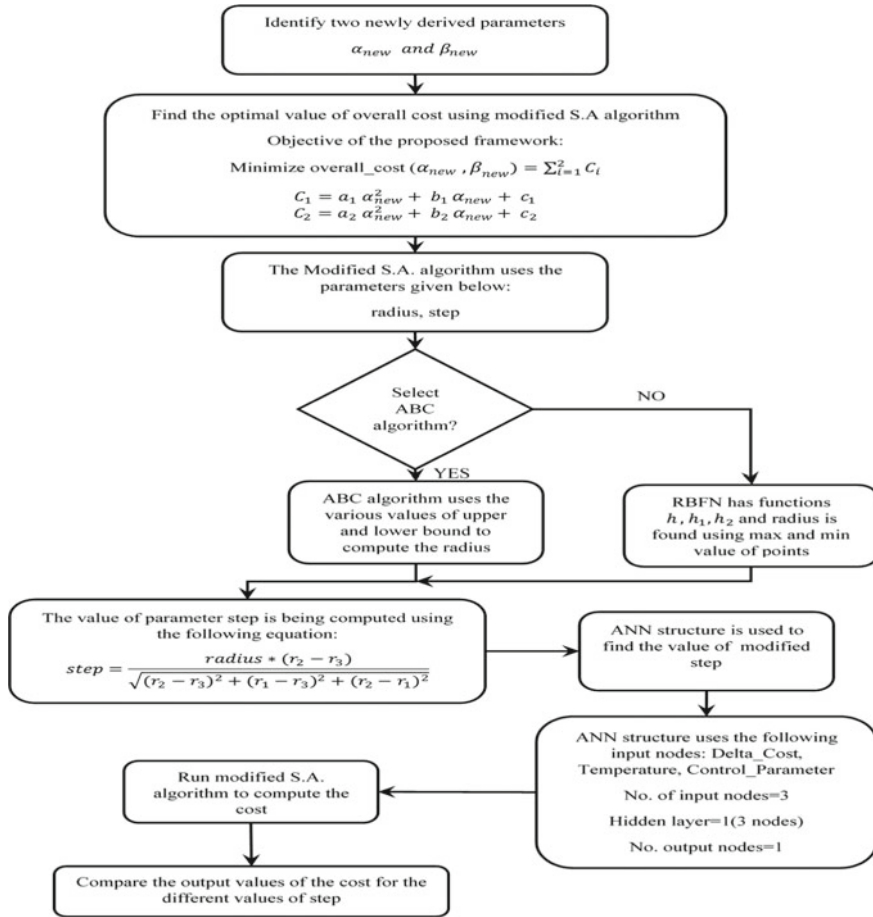 Identify two newly derived parameters
α_new and β_new
Find the optimal value of overall cost using modified S.A algorithm
Objective of the proposed framework:
Minimize overall_cost (α_new , β_new) = ∑_{i=1}^{2} C_i
C_1 = a_1 α_new^2 + b_1 α_new + c_1
C_2 = a_2 α_new^2 + b_2 α_new + c_2
The Modified S.A. algorithm uses the
parameters given below:
radius, step
Select
ABC
algorithm?
NO
YES
ABC algorithm uses the
various values of upper
and lower bound to
compute the radius
RBFN has functions
h, h_1, h_2 and radius is
found using max and min
value of points
The value of parameter step is being computed using
the following equation:
step = radius * (r_2 − r_3) / √((r_2 − r_3)^2 + (r_1 − r_3)^2 + (r_2 − r_1)^2)
ANN structure is used to
find the value of modified
step
ANN structure uses the following
input nodes: Delta_Cost,
Temperature, Control_Parameter
No. of input nodes=3
Hidden layer=1(3 nodes)
No. output nodes=1
Run modified S.A.
algorithm to compute the
cost
Compare the output values of the cost for the
different values of step